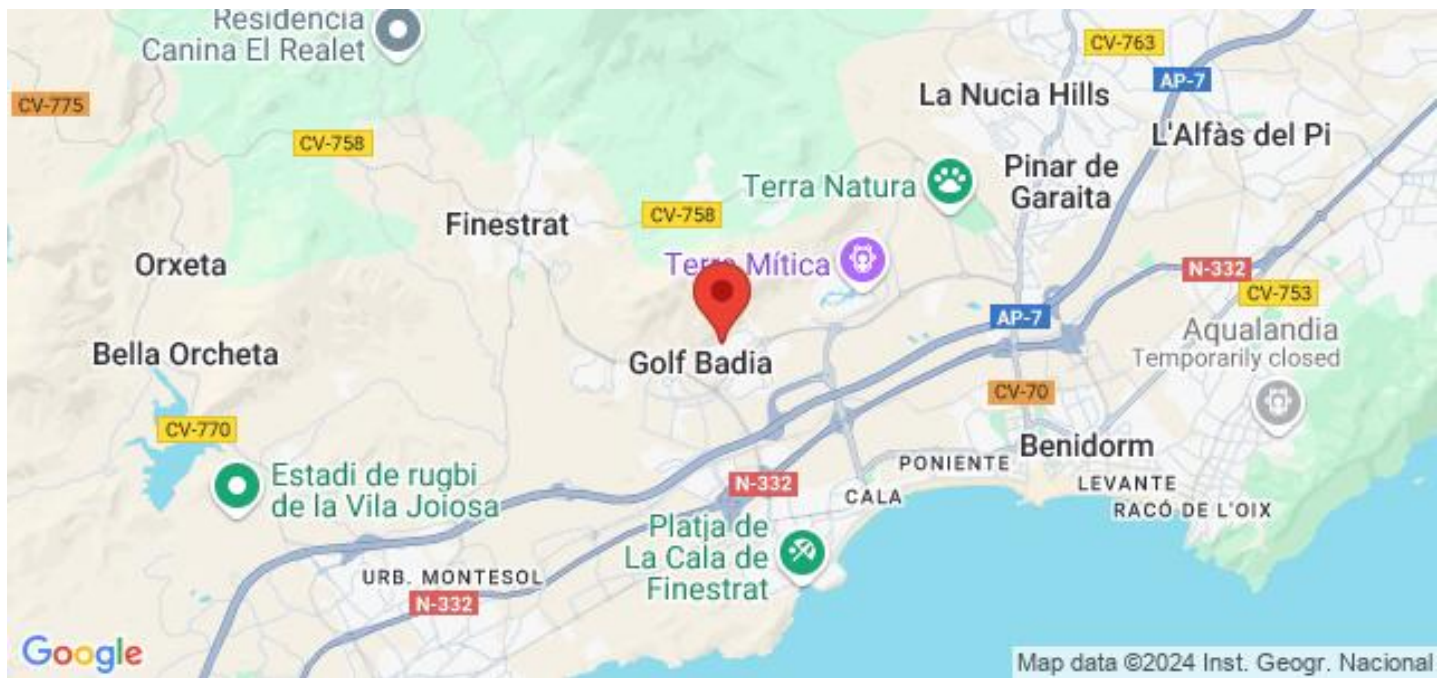 Residencia
Canina El Realet
CV-763
AP-7
CV-775
La Nucia Hills
CV-758
L'Alfàs del Pi
Pinar de
Garaita
Terra Natura
Finestrat
CV-758
Orxeta
Terra Mítica
N-332
CV-753
AP-7
Aqualandia
Temporarily closed
Bella Orcheta
Golf Badia
CV-70
CV-770
Benidorm
PONIENTE
Estadi de rugbi
de la Vila Joiosa
N-332
CALA
LEVANTE
RACÓ DE L'OIX
Platja de
La Cala de
Finestrat
URB. MONTESOL
N-332
Google
Map data ©2024 Inst. Geogr. Nacional